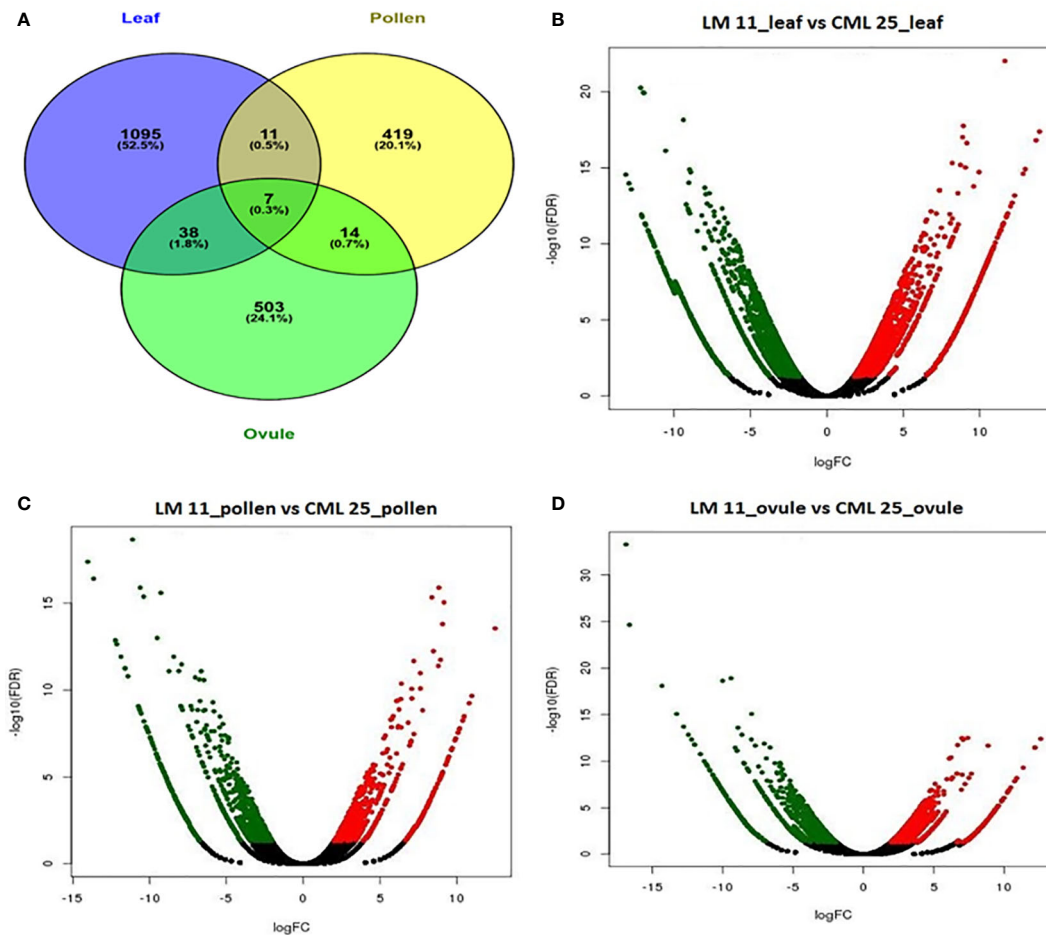 A
Leaf
Pollen
1095
(52.5%)
11
(0.5%)
419
(20.1%)
7
(0.3%)
38
(1.8%)
14
(0.7%)
503
(24.1%)
Ovule
B
LM 11_leaf vs CML 25_leaf
-log10(FDR)
20
15
10
5
0
-10 -5 0 5 10
logFC
C
LM 11_pollen vs CML 25_pollen
-log10(FDR)
15
10
5
0
-15 -10 -5 0 5 10
logFC
D
LM 11_ovule vs CML 25_ovule
-log10(FDR)
30
25
20
15
10
5
0
-15 -10 -5 0 5 10
logFC